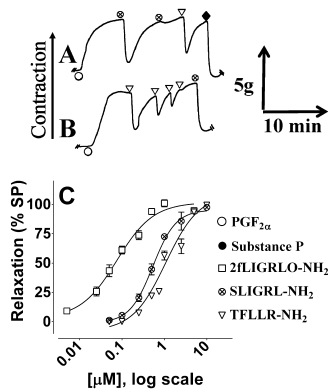 A
B
Contraction
5g
10 min
C
Relaxation (% SP)
100
75
50
25
0
0.01
0.1
1
10
[µM], log scale
PGF2α
Substance P
2fLIGRLO-NH2
SLIGRL-NH2
TFLLR-NH2